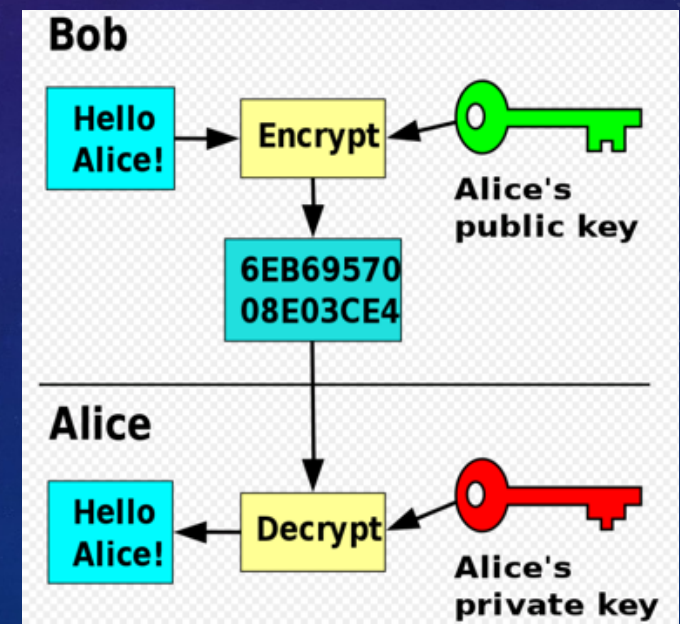 Bob
Hello
Alice!
Encrypt
Alice's
public key
6EB69570
08E03CE4
Alice
Hello
Alice!
Decrypt
Alice's
private key